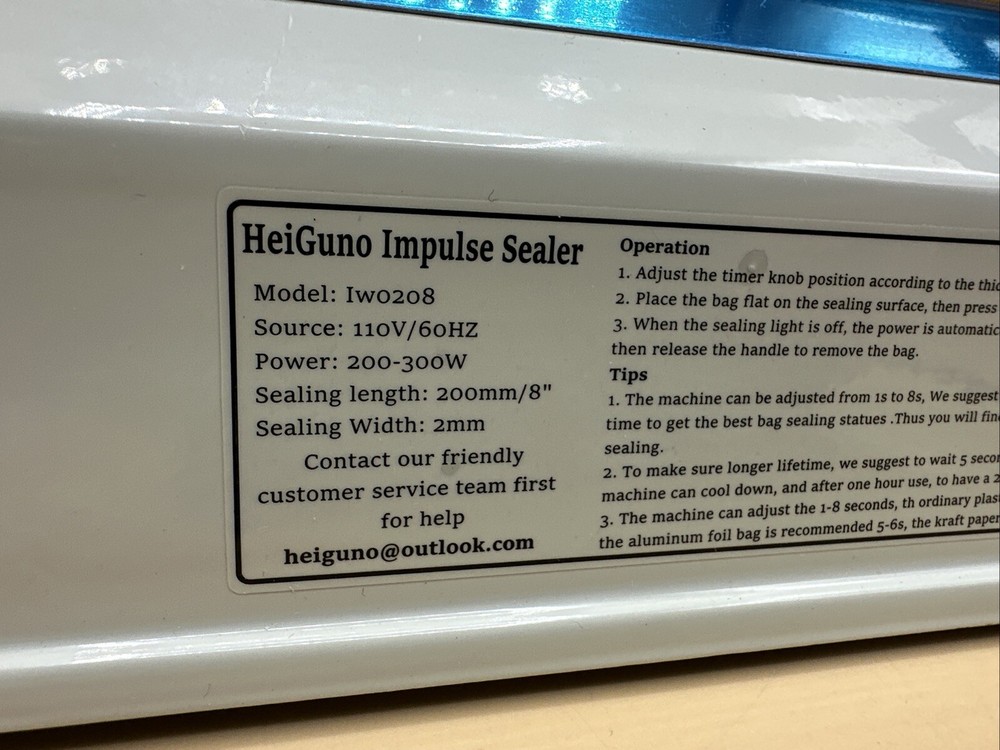 HeiGuno Impulse Sealer
Model: Iw0208
Source: 110V/60HZ
Power: 200-300W
Sealing length: 200mm/8"
Sealing Width: 2mm
Contact our friendly
customer service team first
for help
heiguno@outlook.com
Operation
1. Adjust the timer knob position according to the
2. Place the bag flat on the sealing surface, then press
3. When the sealing light is off, the power is
then release the handle to remove the bag.
Tips
1. The machine can be adjusted from 1s to 8s, We suggest
time to get the best bag sealing statues .Thus you will
sealing.
2. To make sure longer lifetime, we suggest to wait 5
machine can cool down, and after one hour use, to have a
3. The machine can adjust the 1-8 seconds, th ordinary
the aluminum foil bag is recommended 5-6s, the kraft paper